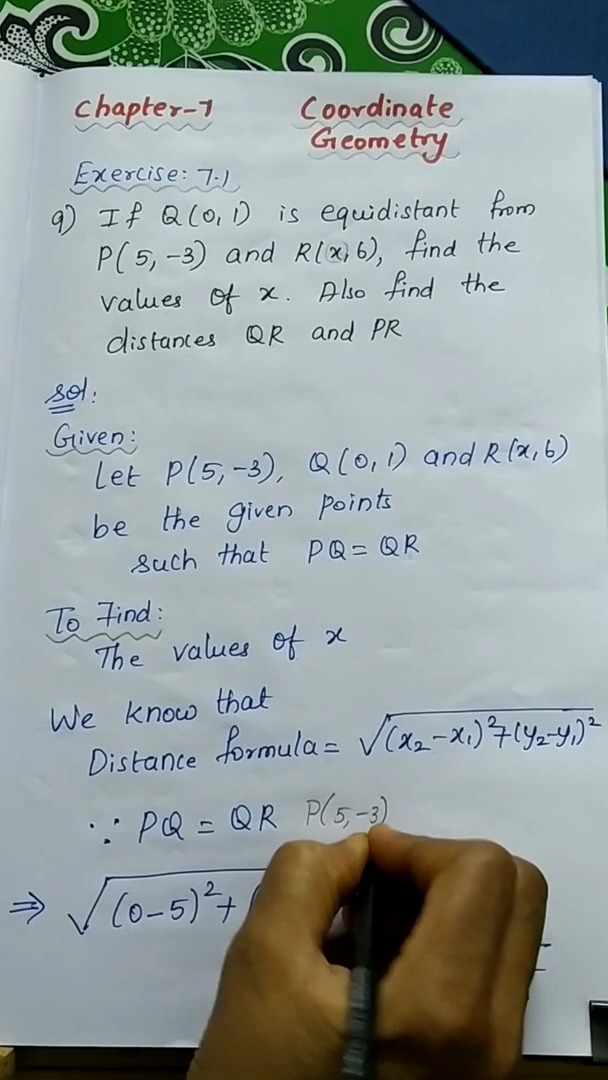 Chapter-7 Coordinate
Geometry
Exercise: 7.1
9) If Q(0,1) is equidistant from
P(5,-3) and R(x,6), find the
values of x. Also find the
distances QR and PR
Sol:
Given:
Let P(5,-3), Q(0,1) and R(x,6)
be the given points
such that PQ = QR
To Find:
The values of x
We know that
Distance formula = √(x₂-x₁)²+(y₂-y₁)²
∵ PQ = QR P(5,-3)
⇒ √(0-5)²+(